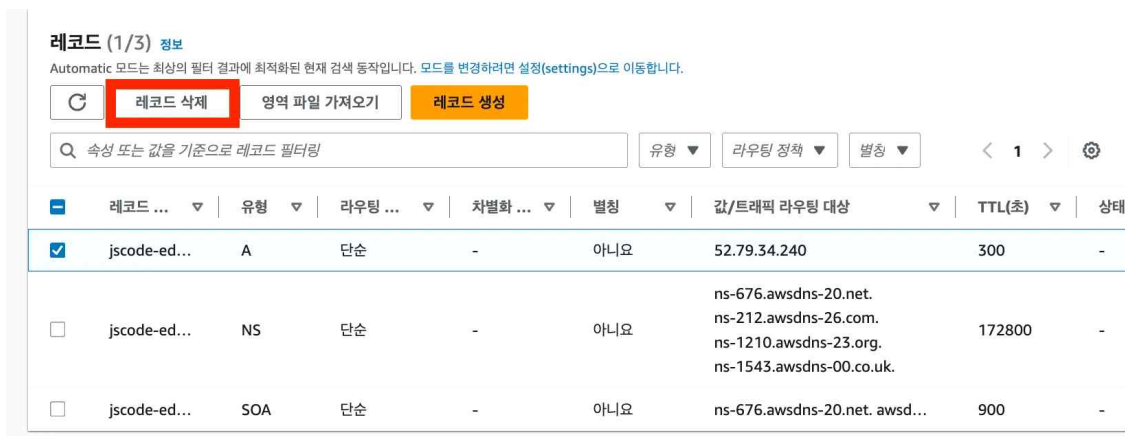 레코드 (1/3) 정보
Automatic 모드는 최상의 필터 결과에 최적화된 현재 검색 동작입니다. 모드를 변경하려면 설정(settings)으로 이동합니다.
레코드 삭제 영역 파일 가져오기 레코드 생성
속성 또는 값을 기준으로 레코드 필터링 유형 라우팅 정책 별칭 1
레코드 ... 유형 라우팅 ... 차별화 ... 별칭 값/트래픽 라우팅 대상 TTL(초) 상태
jscode-ed... A 단순 - 아니요 52.79.34.240 300 -
ns-676.awsdns-20.net.
ns-212.awsdns-26.com.
jscode-ed... NS 단순 - 아니요 172800 -
ns-1210.awsdns-23.org.
ns-1543.awsdns-00.co.uk.
jscode-ed... SOA 단순 - 아니요 ns-676.awsdns-20.net. awsd... 900 -